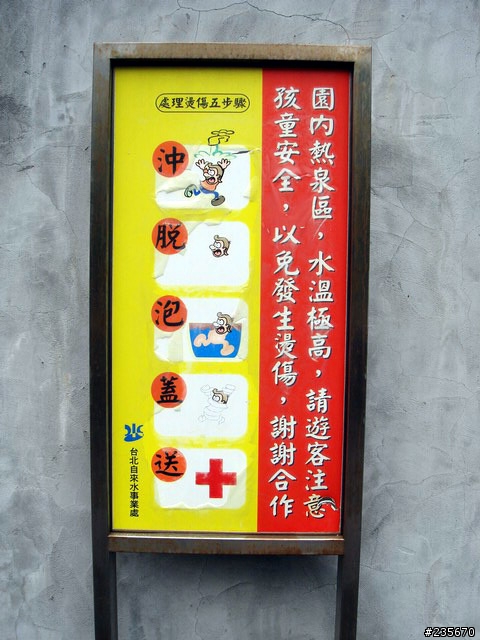 園內熱泉區，水溫極高，請遊客注意
孩童安全，以免發生燙傷，謝謝合作
處理燙傷五步驟
沖
脫
泡
蓋
送
台北自來水事業處
#235670